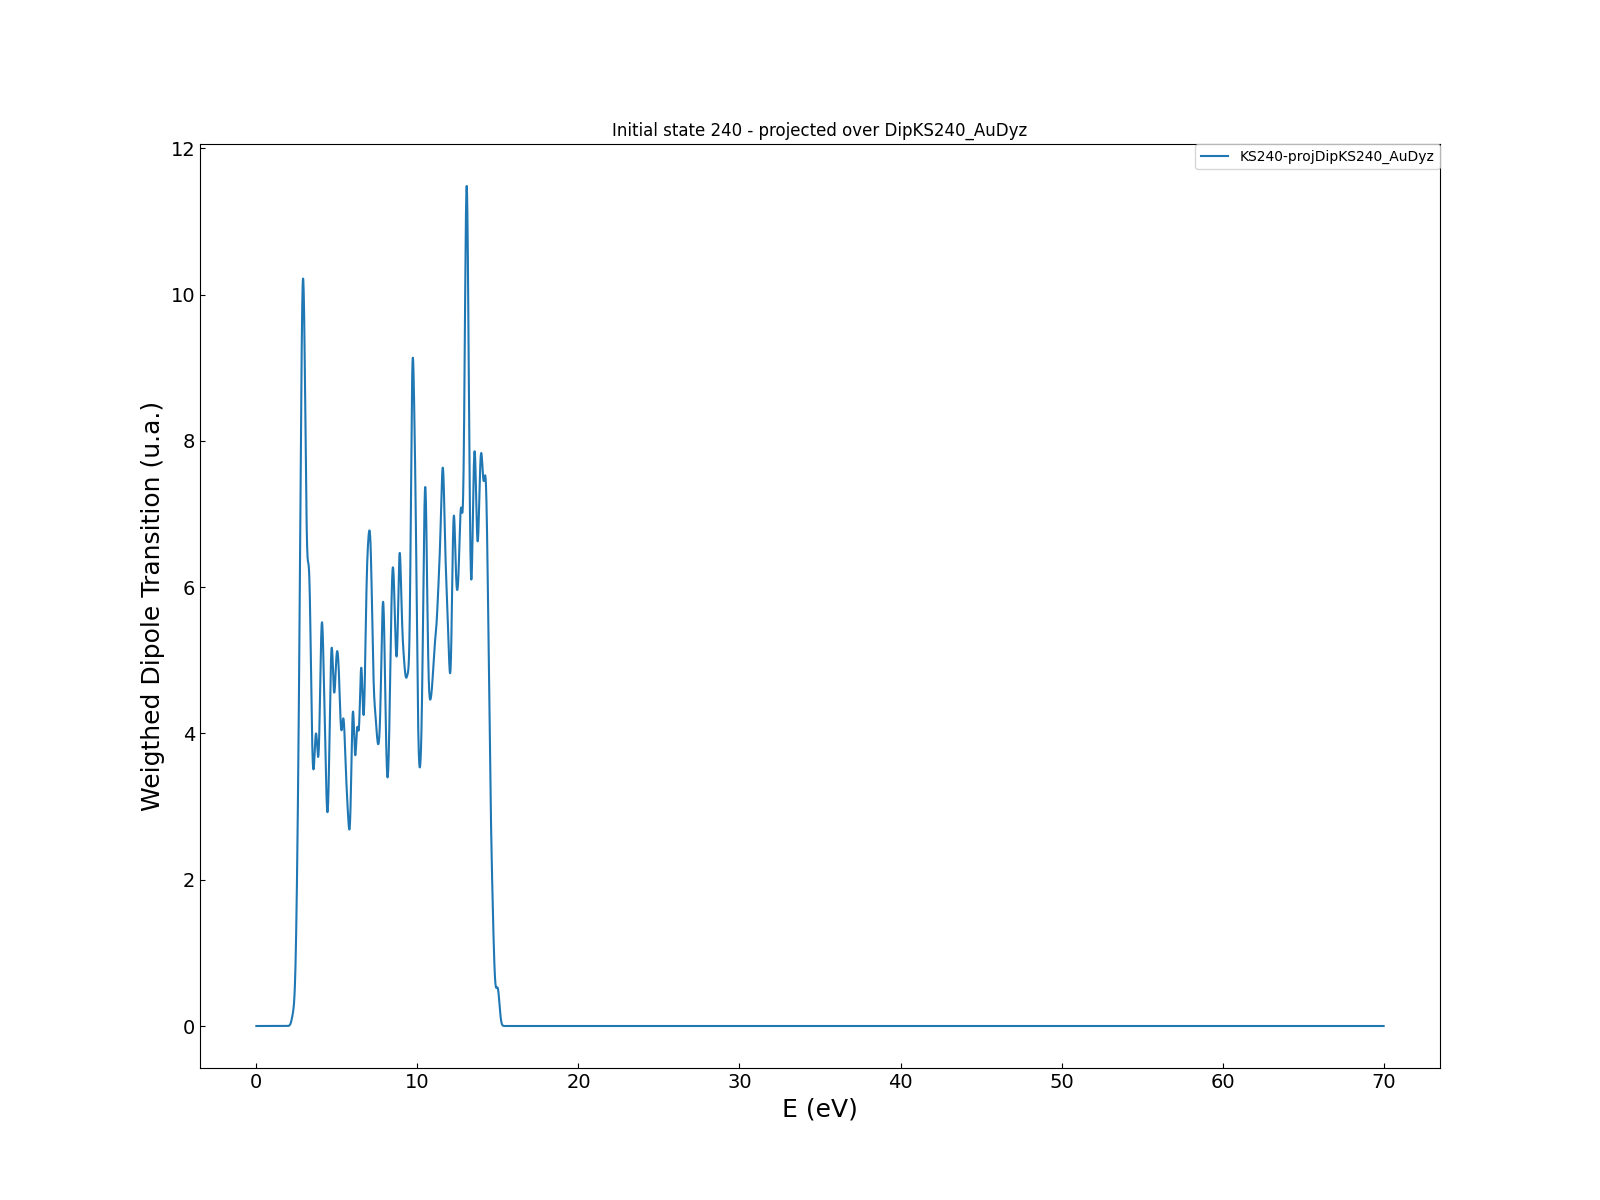 Initial state 240 - projected over DipKS240_AuDyz
KS240-projDipKS240_AuDyz
12
10
8
6
4
2
0
Weigthed Dipole Transition (u.a.)
0 10 20 30 40 50 60 70
E (eV)